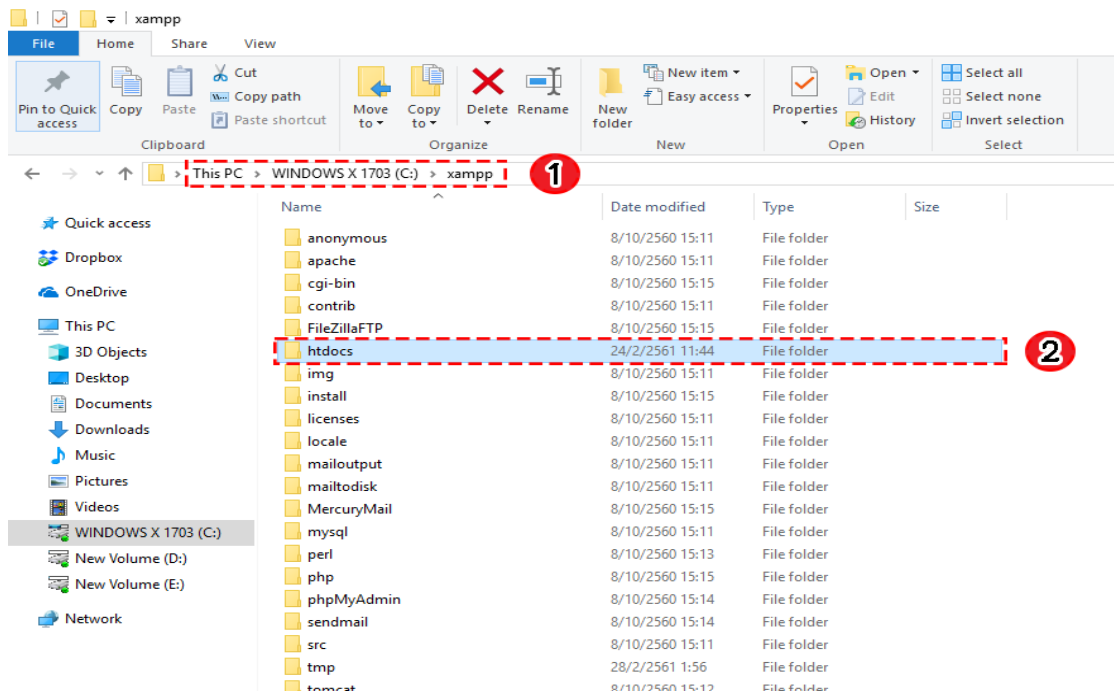 xampp
File Home Share View
Pin to Quick access
Copy
Paste
Cut
Copy path
Paste shortcut
Clipboard
Move to
Copy to
Delete
Rename
Organize
New folder
New item
Easy access
New
Properties
Open
Edit
History
Open
Select all
Select none
Invert selection
Select
This PC > WINDOWS X 1703 (C:) > xampp 1
Quick access
Dropbox
OneDrive
This PC
3D Objects
Desktop
Documents
Downloads
Music
Pictures
Videos
WINDOWS X 1703 (C:)
New Volume (D:)
New Volume (E:)
Network
Name Date modified Type Size
anonymous 8/10/2560 15:11 File folder
apache 8/10/2560 15:11 File folder
cgi-bin 8/10/2560 15:15 File folder
contrib 8/10/2560 15:11 File folder
FileZillaFTP 8/10/2560 15:15 File folder
htdocs 24/2/2561 11:44 File folder 2
img 8/10/2560 15:11 File folder
install 8/10/2560 15:15 File folder
licenses 8/10/2560 15:11 File folder
locale 8/10/2560 15:11 File folder
mailoutput 8/10/2560 15:11 File folder
mailtodisk 8/10/2560 15:11 File folder
MercuryMail 8/10/2560 15:15 File folder
mysql 8/10/2560 15:11 File folder
perl 8/10/2560 15:13 File folder
php 8/10/2560 15:15 File folder
phpMyAdmin 8/10/2560 15:14 File folder
sendmail 8/10/2560 15:14 File folder
src 8/10/2560 15:11 File folder
tmp 28/2/2561 1:56 File folder
tomcat 8/10/2560 15:12 File folder